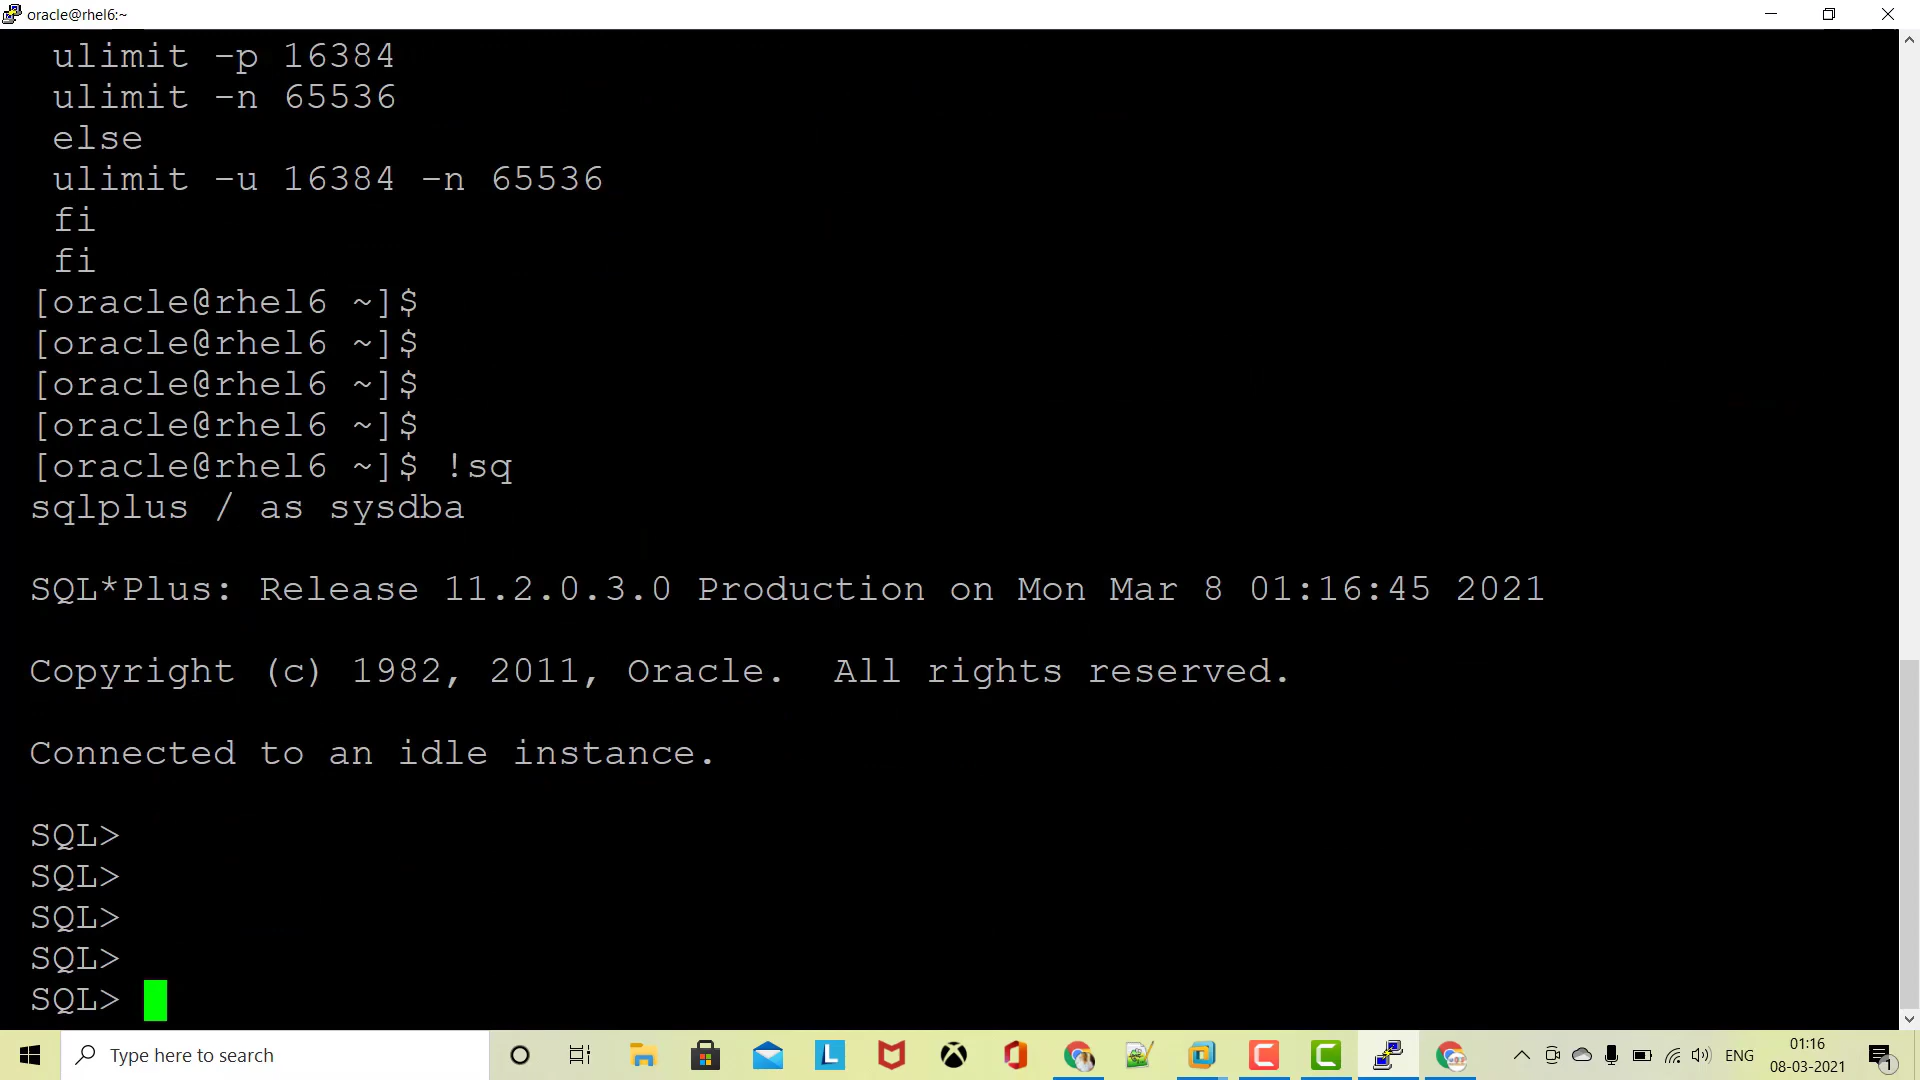 oracle@rhel6:~
ulimit -p 16384
ulimit -n 65536
else
ulimit -u 16384 -n 65536
fi
fi
[oracle@rhel6 ~]$
[oracle@rhel6 ~]$
[oracle@rhel6 ~]$
[oracle@rhel6 ~]$
[oracle@rhel6 ~]$ !sq
sqlplus / as sysdba
SQL*Plus: Release 11.2.0.3.0 Production on Mon Mar 8 01:16:45 2021
Copyright (c) 1982, 2011, Oracle.  All rights reserved.
Connected to an idle instance.
SQL>
SQL>
SQL>
SQL>
SQL>
Type here to search
L
C
C
ENG
01:16
08-03-2021
1